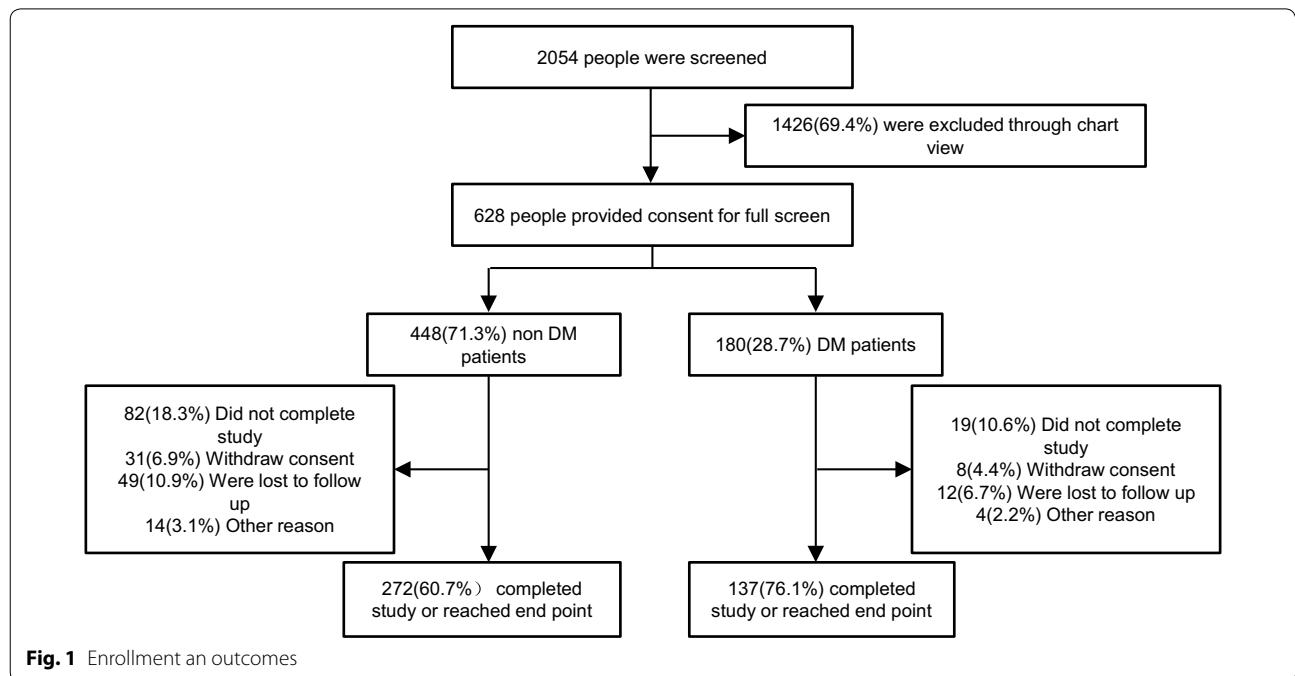 2054 people were screened
1426(69.4%) were excluded through chart
view
628 people provided consent for full screen
448(71.3%) non DM
patients
180(28.7%) DM patients
82(18.3%) Did not complete
study
31(6.9%) Withdraw consent
49(10.9%) Were lost to follow
up
14(3.1%) Other reason
19(10.6%) Did not complete
study
8(4.4%) Withdraw consent
12(6.7%) Were lost to follow up
4(2.2%) Other reason
272(60.7%） completed
study or reached end point
137(76.1%) completed
study or reached end point
Fig. 1 Enrollment an outcomes